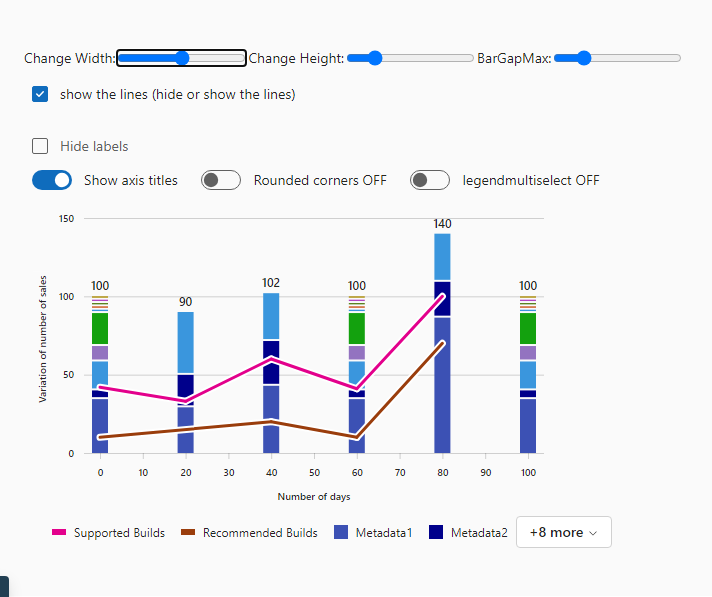 Change Width: Change Height: BarGapMax:
show the lines (hide or show the lines)
Hide labels
Show axis titles Rounded corners OFF legendmultiselect OFF
150
140
100 90 102 100 100
100
50
0
Variation of number of sales
0 10 20 30 40 50 60 70 80 90 100
Number of days
Supported Builds Recommended Builds Metadata1 Metadata2 +8 more